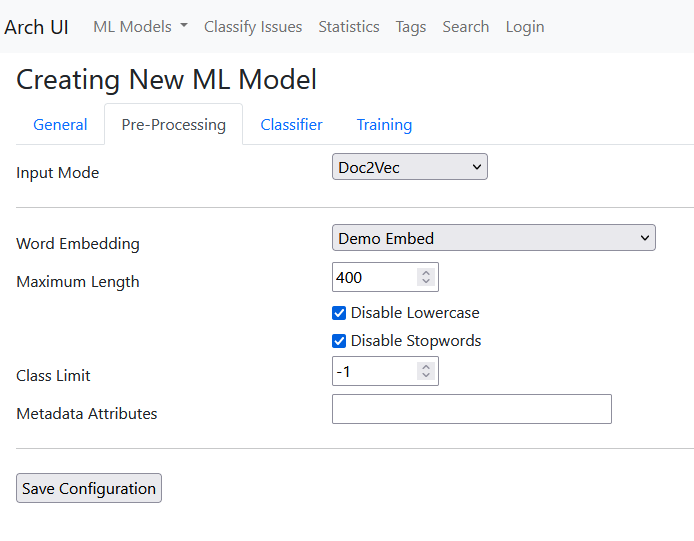 Arch UI ML Models Classify Issues Statistics Tags Search Login
Creating New ML Model
General Pre-Processing Classifier Training
Input Mode Doc2Vec
Word Embedding Demo Embed
Maximum Length 400
Disable Lowercase
Disable Stopwords
Class Limit -1
Metadata Attributes
Save Configuration